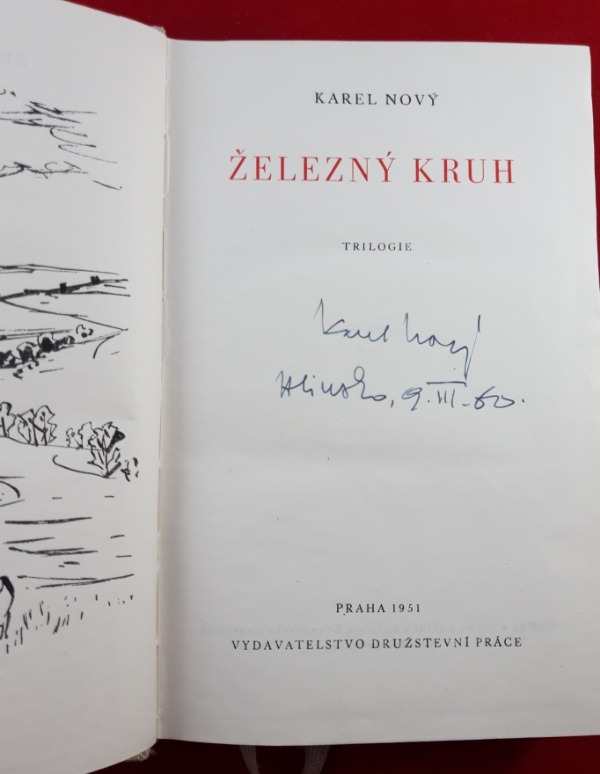 KAREL NOVÝ
ŽELEZNÝ KRUH
TRILOGIE
Karel Nový
Hlinsko, 9. III. 60.
PRAHA 1951
VYDAVATELSTVO DRUŽSTEVNÍ PRÁCE